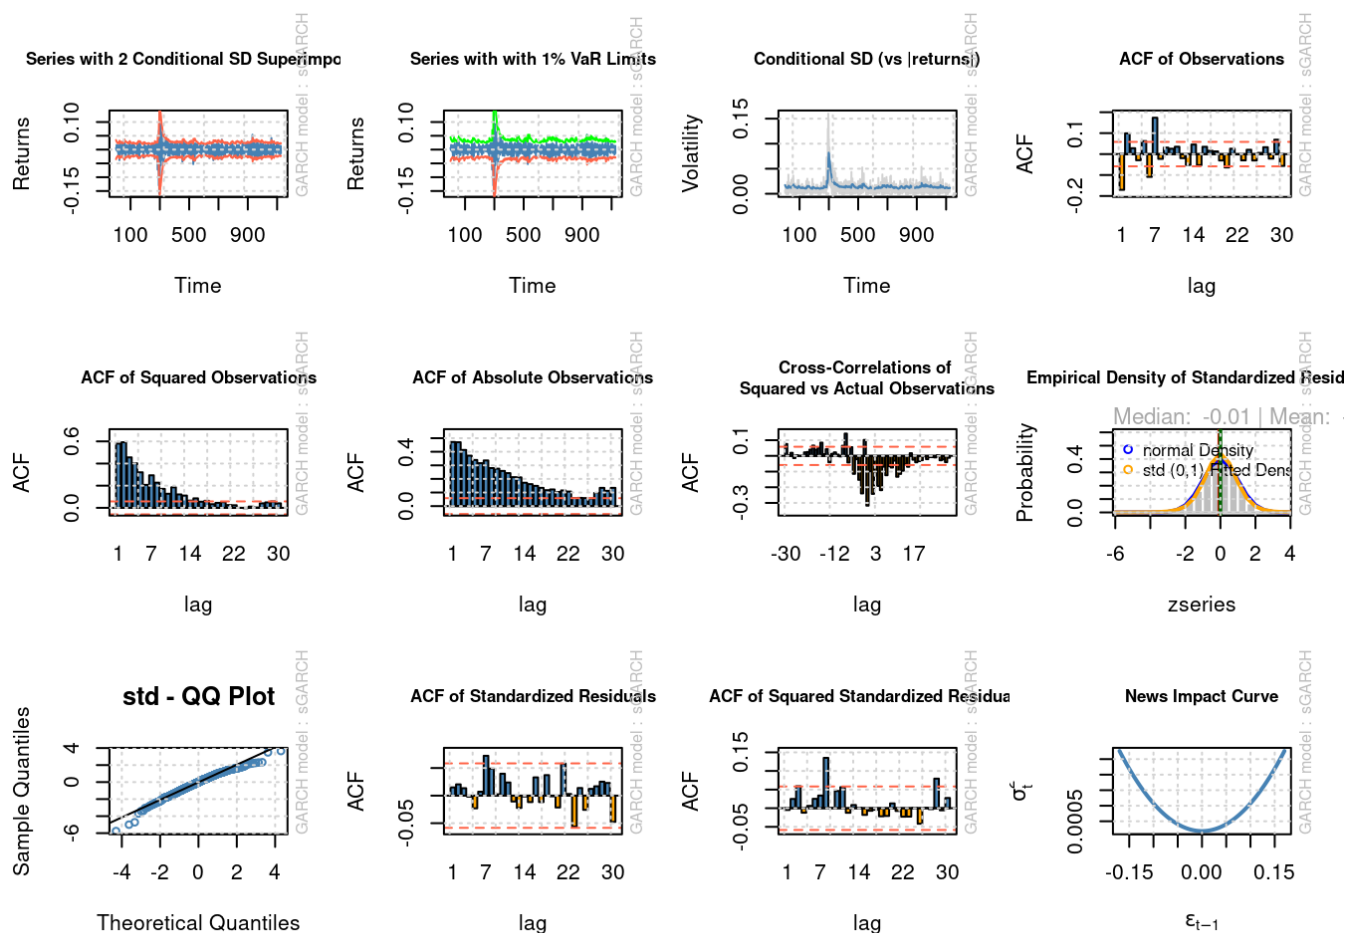 Series with 2 Conditional SD Superimpo
Returns
-0.15 0.10
100 500 900
Time
GARCH model : sGARCH
Series with with 1% VaR Limits
Returns
-0.15 0.10
100 500 900
Time
GARCH model : sGARCH
Conditional SD (vs |returns|)
Volatility
0.00 0.15
100 500 900
Time
GARCH model : sGARCH
ACF of Observations
ACF
-0.2 0.1
1 7 14 22 30
lag
GARCH model : sGARCH
ACF of Squared Observations
ACF
0.0 0.6
1 7 14 22 30
lag
GARCH model : sGARCH
ACF of Absolute Observations
ACF
0.0 0.4
1 7 14 22 30
lag
GARCH model : sGARCH
Cross-Correlations of
Squared vs Actual Observations
ACF
-0.3 0.1
-30 -12 3 17
lag
GARCH model : sGARCH
Empirical Density of Standardized Resid
Median: -0.01 | Mean: -
Probability
0.0 0.4
normal Density
std (0,1) Fitted Dens
-6 -2 0 2 4
zseries
GARCH model : sGARCH
std - QQ Plot
Sample Quantiles
-6 0 4
-4 -2 0 2 4
Theoretical Quantiles
GARCH model : sGARCH
ACF of Standardized Residuals
ACF
-0.05
1 7 14 22 30
lag
GARCH model : sGARCH
ACF of Squared Standardized Residua
ACF
-0.05 0.05 0.15
1 7 14 22 30
lag
GARCH model : sGARCH
News Impact Curve
0.0005
-0.15 0.00 0.15
εt−1
GARCH model : sGARCH